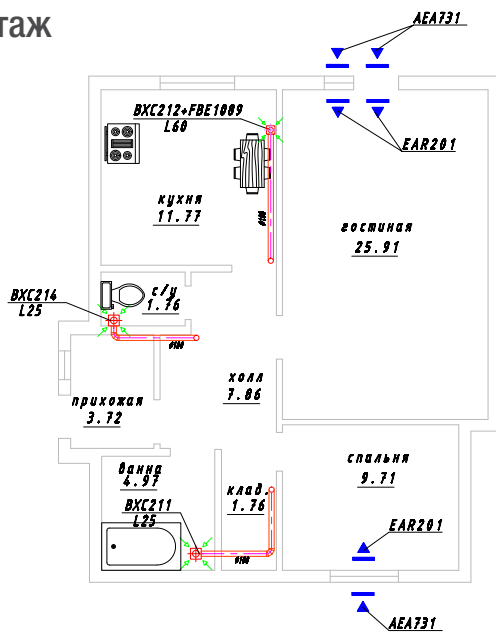 таж
AEA731
BXC212+FBE1089
L60
EAR201
кухня
11.77
ø100
гостиная
25.91
с/у
1.76
BXC214
L25
ø100
холл
7.86
прихожая
3.72
ванна
4.97
клад.
1.76
спальня
9.71
BXC211
L25
ø100
EAR201
AEA731